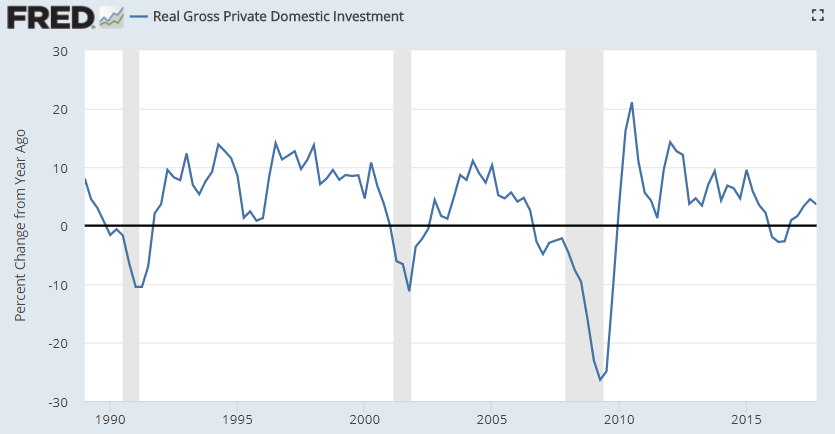 FRED Real Gross Private Domestic Investment
Percent Change from Year Ago
30
20
10
0
-10
-20
-30
1990 1995 2000 2005 2010 2015